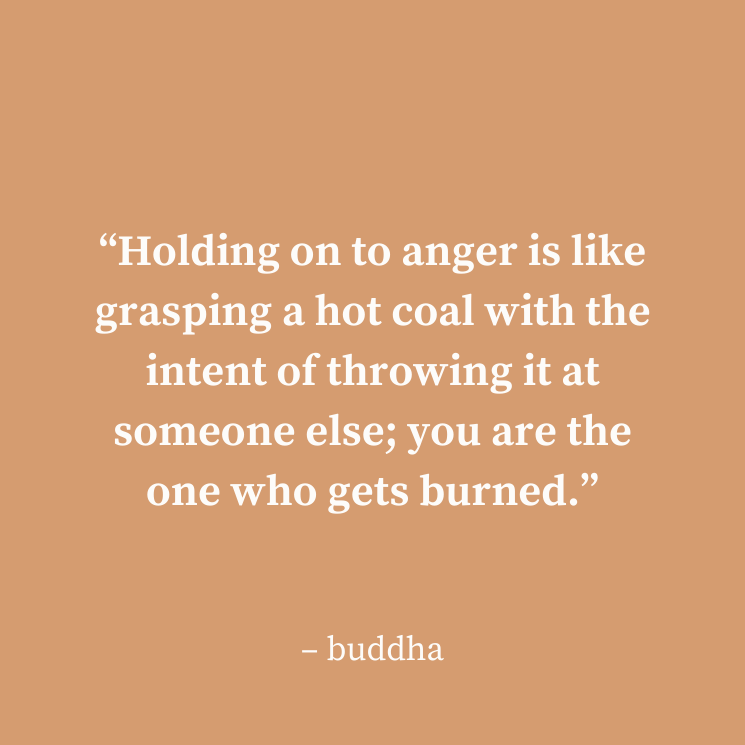 “Holding on to anger is like
grasping a hot coal with the
intent of throwing it at
someone else; you are the
one who gets burned.”
– buddha